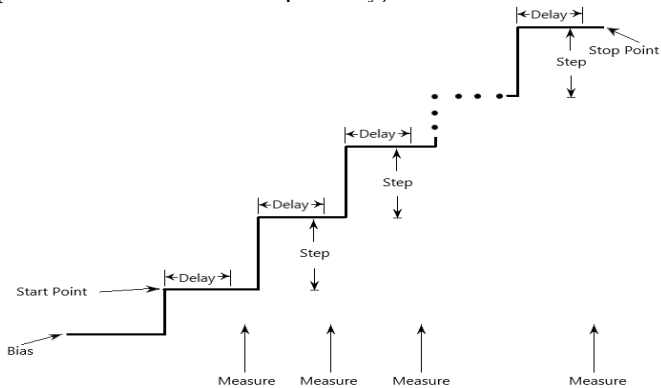 Delay
Stop Point
Step
Delay
Step
Delay
Step
Delay
Start Point
Bias
Measure Measure Measure Measure